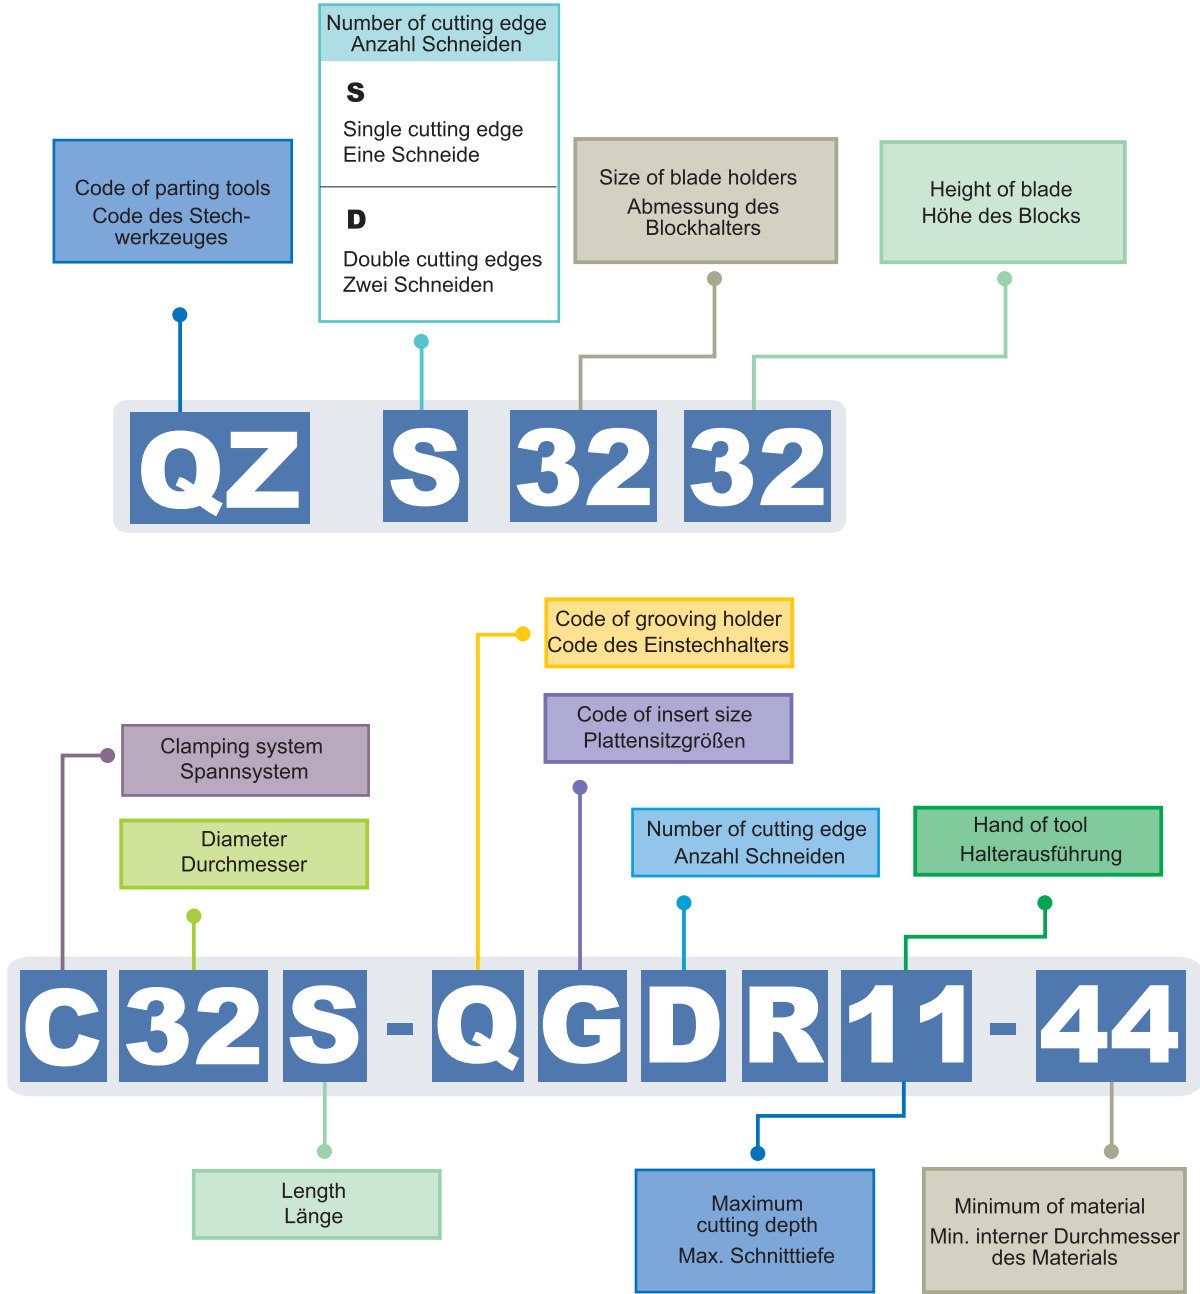 Number of cutting edge
Anzahl Schneiden
S
Single cutting edge
Eine Schneide
D
Double cutting edges
Zwei Schneiden
Code of parting tools
Code des Stech-
werkzeuges
Size of blade holders
Abmessung des
Blockhalters
Height of blade
Höhe des Blocks
QZ S 32 32
Code of grooving holder
Code des Einstechhalters
Code of insert size
Plattensitzgrößen
Clamping system
Spannsystem
Diameter
Durchmesser
Number of cutting edge
Anzahl Schneiden
Hand of tool
Halterausführung
C 32 S - Q G D R 11 - 44
Length
Länge
Maximum
cutting depth
Max. Schnitttiefe
Minimum of material
Min. interner Durchmesser
des Materials